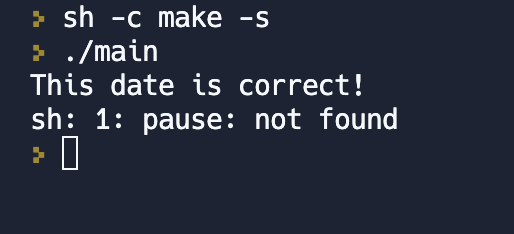 > sh -c make -s
> ./main
This date is correct!
sh: 1: pause: not found
>